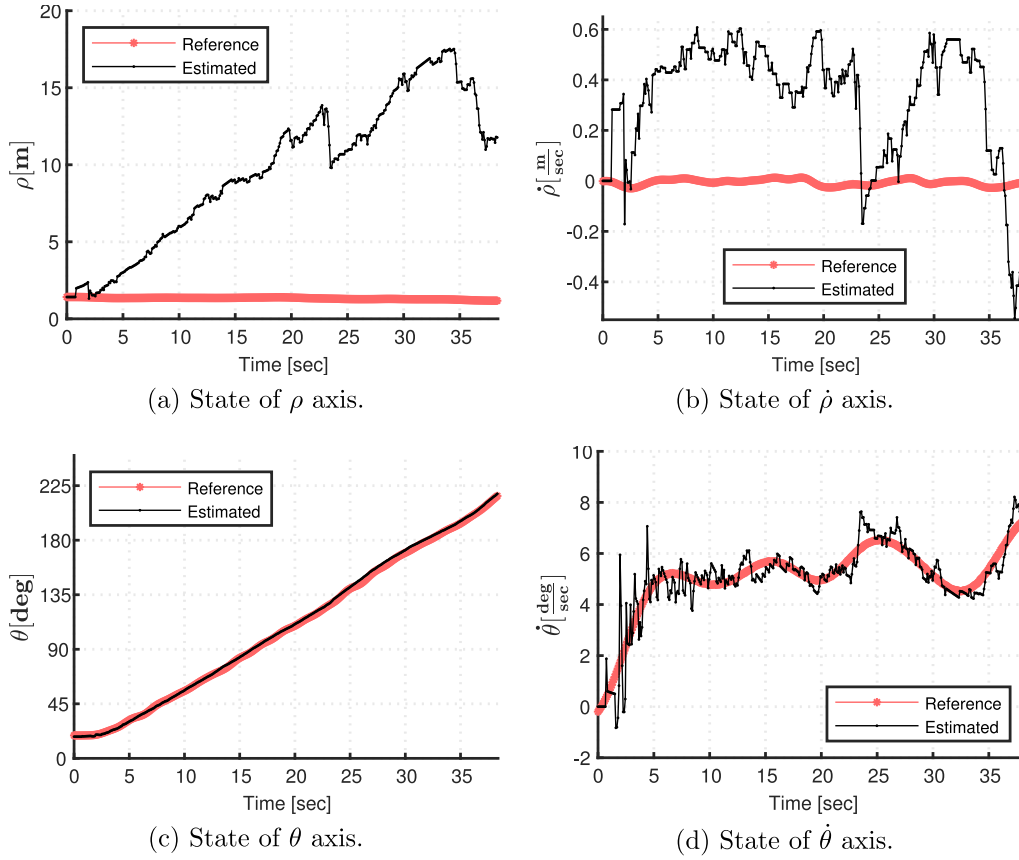 20
15
10
5
0
ρ[m]
Reference
Estimated
0 5 10 15 20 25 30 35
Time [sec]
(a) State of ρ axis.
0.6
0.4
0.2
0
-0.2
-0.4
ρ̇[m/sec]
Reference
Estimated
0 5 10 15 20 25 30 35
Time [sec]
(b) State of ρ̇ axis.
225
180
135
90
45
0
θ[deg]
Reference
Estimated
0 5 10 15 20 25 30 35
Time [sec]
(c) State of θ axis.
10
8
6
4
2
0
-2
θ̇[deg/sec]
Reference
Estimated
0 5 10 15 20 25 30 35
Time [sec]
(d) State of θ̇ axis.